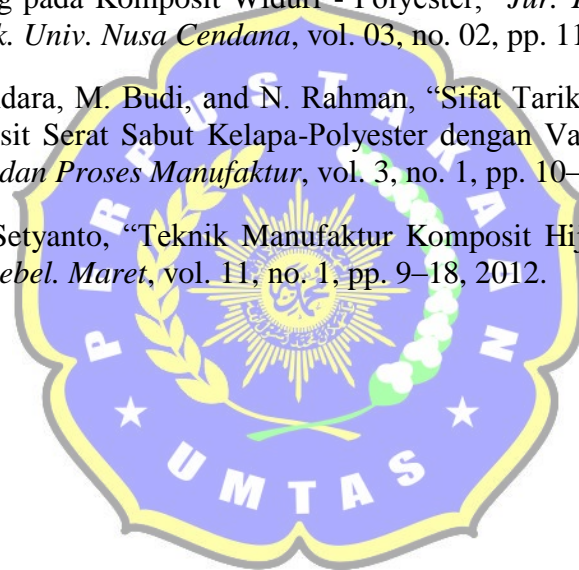 g pada Komposit Widuri - Polyester," Jur. T
k. Univ. Nusa Cendana, vol. 03, no. 02, pp. 11
dara, M. Budi, and N. Rahman, “Sifat Tarik
sit Serat Sabut Kelapa-Polyester dengan Va
dan Proses Manufaktur, vol. 3, no. 1, pp. 10–
Setyanto, “Teknik Manufaktur Komposit Hij
ebel. Maret, vol. 11, no. 1, pp. 9–18, 2012.
PERPUSTAKAAN
UMTAS